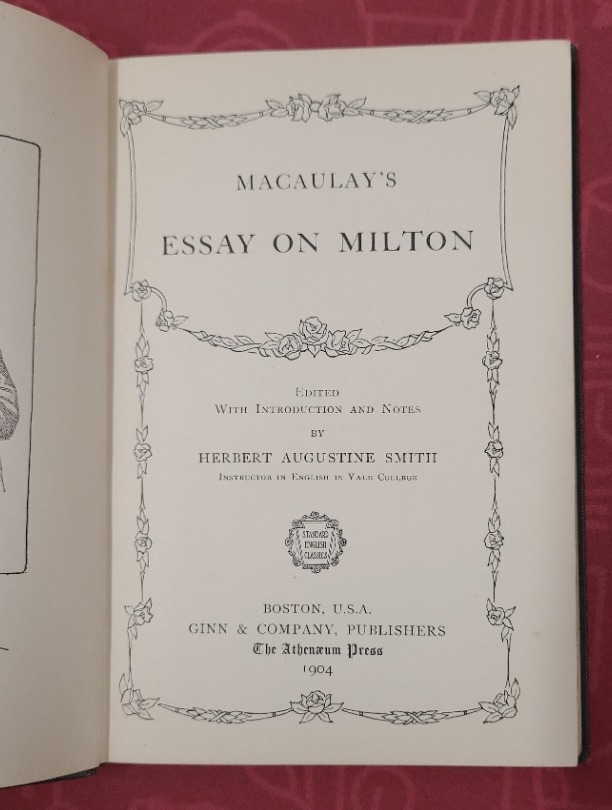 MACAULAY'S
ESSAY ON MILTON
EDITED
WITH INTRODUCTION AND NOTES
BY
HERBERT AUGUSTINE SMITH
INSTRUCTOR IN ENGLISH IN YALE COLLEGE
STANDARD
ENGLISH
CLASSICS
BOSTON, U.S.A.
GINN & COMPANY, PUBLISHERS
The Athenæum Press
1904